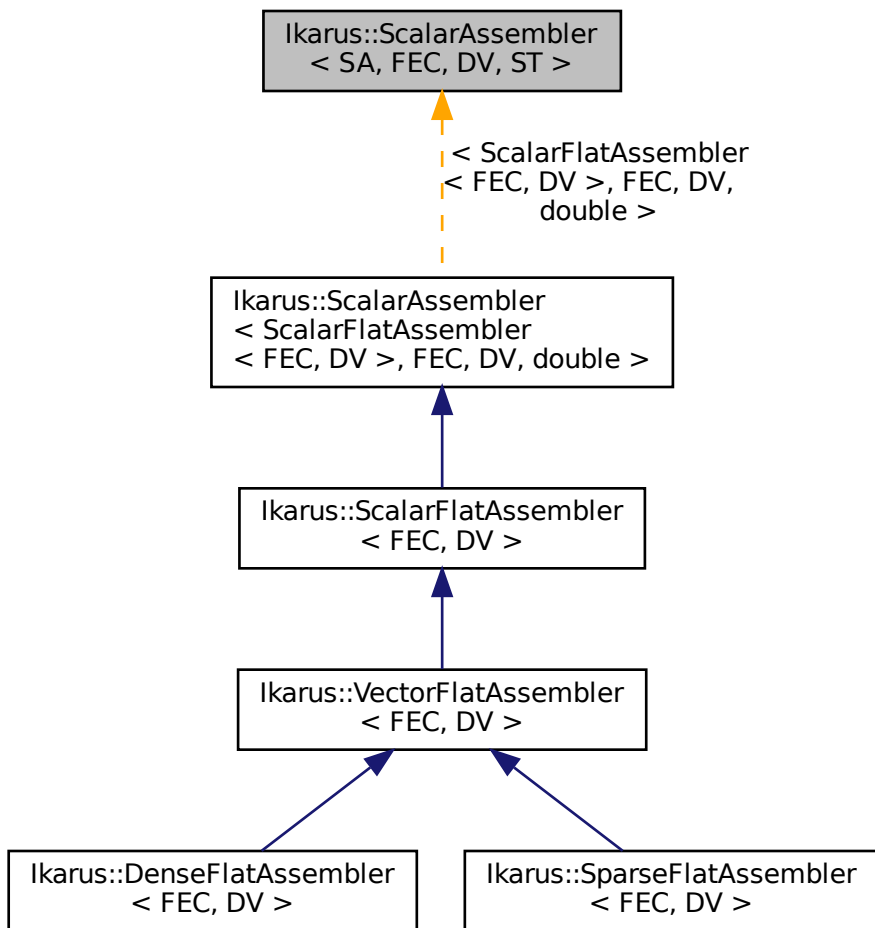 Ikarus::ScalarAssembler
< SA, FEC, DV, ST >
< ScalarFlatAssembler
< FEC, DV >, FEC, DV,
double >
Ikarus::ScalarAssembler
< ScalarFlatAssembler
< FEC, DV >, FEC, DV, double >
Ikarus::ScalarFlatAssembler
< FEC, DV >
Ikarus::VectorFlatAssembler
< FEC, DV >
Ikarus::DenseFlatAssembler
< FEC, DV >
Ikarus::SparseFlatAssembler
< FEC, DV >